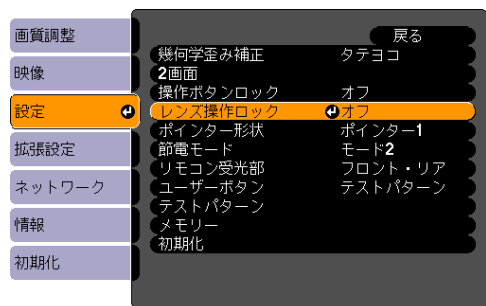 画質調整
映像
設定
拡張設定
ネットワーク
情報
初期化
戻る
幾何学歪み補正 タテヨコ
2画面
操作ボタンロック オフ
レンズ操作ロック オフ
ポインター形状 ポインター1
節電モード モード2
リモコン受光部 フロント・リア
ユーザーボタン テストパターン
テストパターン
メモリー
初期化